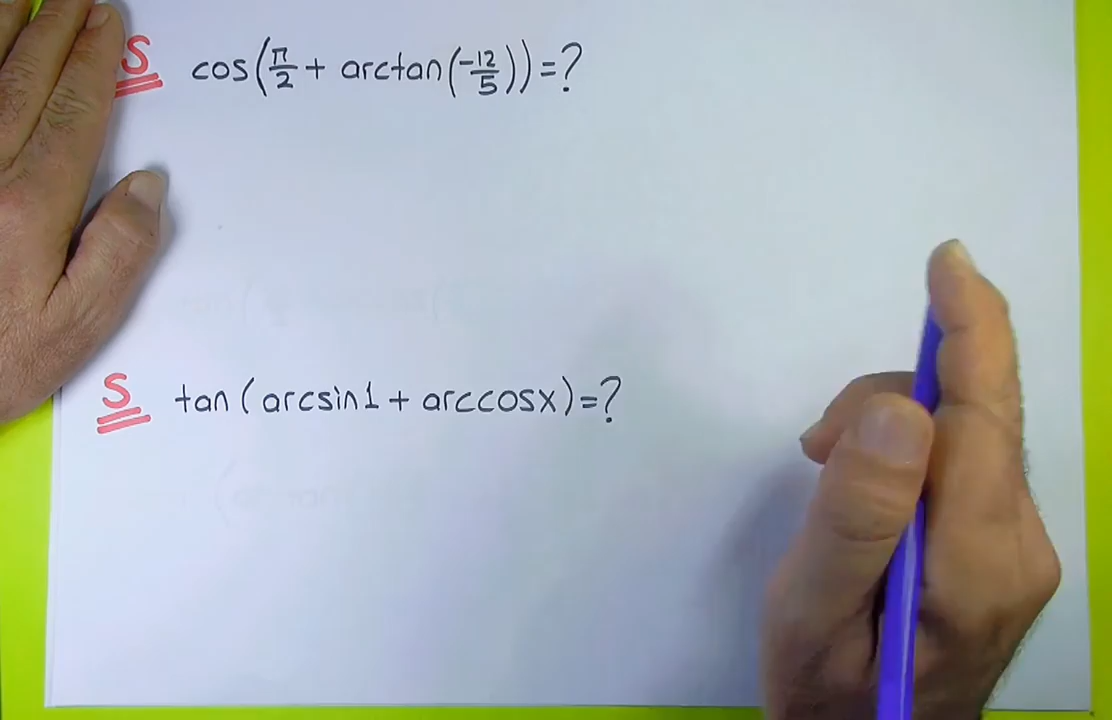 S cos(π/2 + arctan(-12/5)) = ?
S tan(arcsin1 + arccosx) = ?